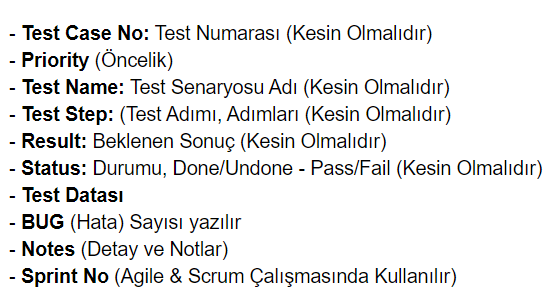 - Test Case No: Test Numarası (Kesin Olmalıdır)
- Priority (Öncelik)
- Test Name: Test Senaryosu Adı (Kesin Olmalıdır)
- Test Step: (Test Adımı, Adımları (Kesin Olmalıdır)
- Result: Beklenen Sonuç (Kesin Olmalıdır)
- Status: Durumu, Done/Undone - Pass/Fail (Kesin Olmalıdır)
- Test Datası
- BUG (Hata) Sayısı yazılır
- Notes (Detay ve Notlar)
- Sprint No (Agile & Scrum Çalışmasında Kullanılır)